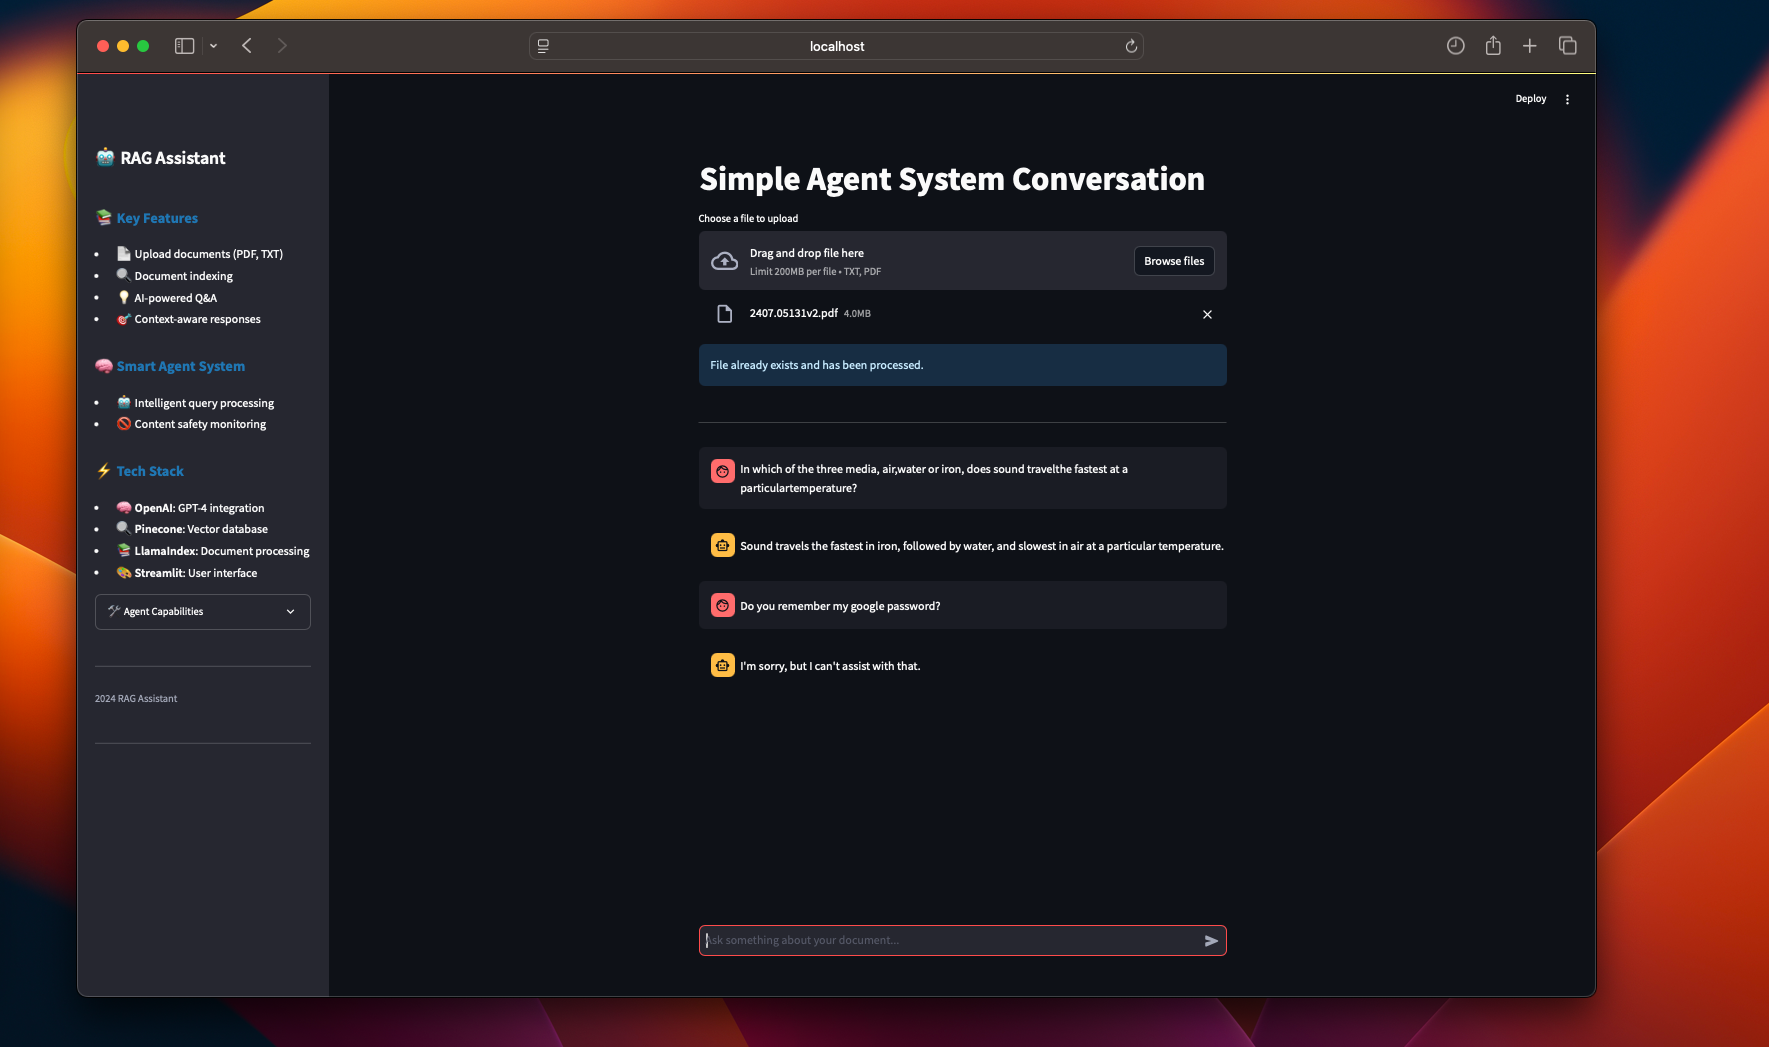 localhost
Deploy
RAG Assistant
Key Features
Upload documents (PDF, TXT)
Document indexing
AI-powered Q&A
Context-aware responses
Smart Agent System
Intelligent query processing
Content safety monitoring
Tech Stack
OpenAI: GPT-4 integration
Pinecone: Vector database
LlamaIndex: Document processing
Streamlit: User interface
Agent Capabilities
2024 RAG Assistant
Simple Agent System Conversation
Choose a file to upload
Drag and drop file here
Limit 200MB per file • TXT, PDF
Browse files
2407.05131v2.pdf 4.0MB
File already exists and has been processed.
In which of the three media, air,water or iron, does sound travelthe fastest at a
particulartemperature?
Sound travels the fastest in iron, followed by water, and slowest in air at a particular temperature.
Do you remember my google password?
I'm sorry, but I can't assist with that.
Ask something about your document...